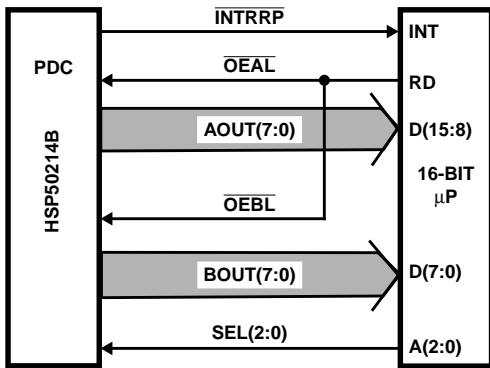 INTRRP
INT
PDC
OEAL
RD
AOUT(7:0)
D(15:8)
HSP50214B
16-BIT
μP
OEBL
BOUT(7:0)
D(7:0)
SEL(2:0)
A(2:0)